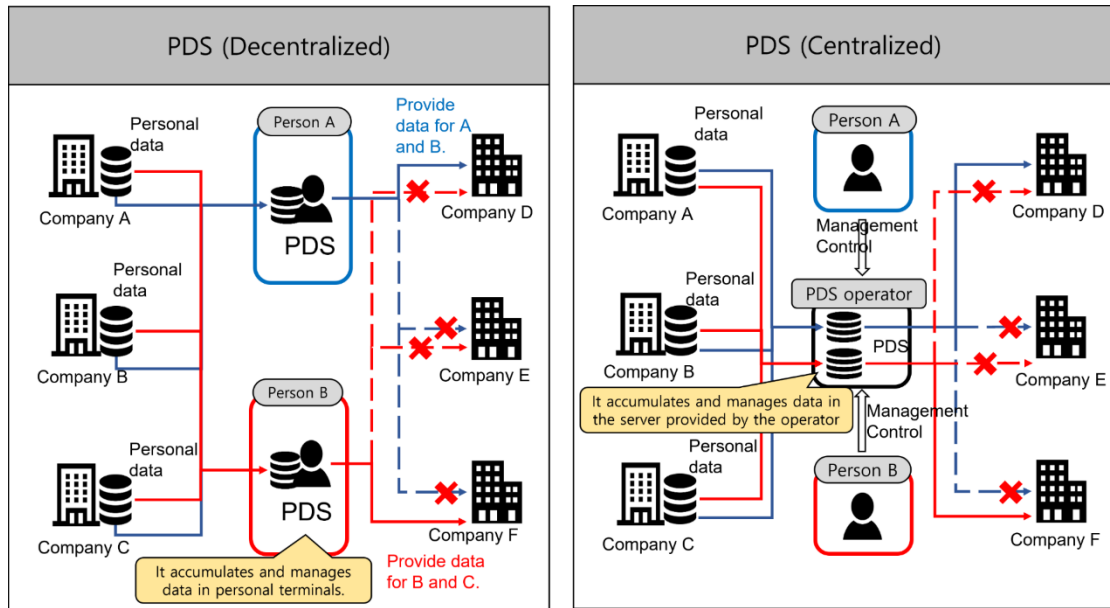 PDS (Decentralized)
Personal
data
Company A
Person A
PDS
Provide
data for A
and B.
Company D
Personal
data
Company B
Company E
Personal
data
Company C
Person B
PDS
Company F
It accumulates and manages
data in personal terminals.
Provide data
for B and C.
PDS (Centralized)
Personal
data
Company A
Person A
Management
Control
Company D
Personal
data
Company B
PDS operator
PDS
Company E
It accumulates and manages data in
the server provided by the operator
Management
Control
Personal
data
Company C
Person B
Company F